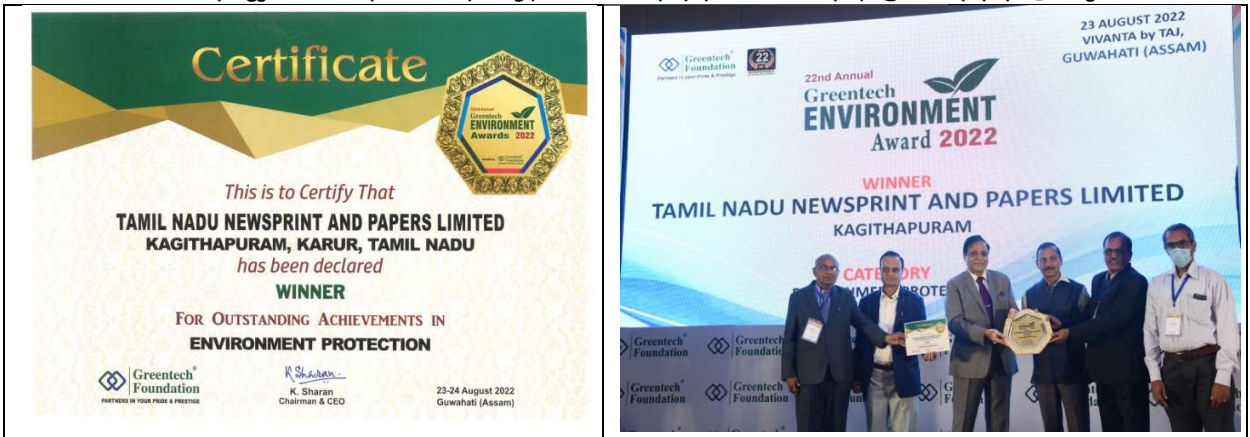 Certificate
22nd Annual
Greentech
ENVIRONMENT
Awards 2022
This is to Certify That
TAMIL NADU NEWSPRINT AND PAPERS LIMITED
KAGITHAPURAM, KARUR, TAMIL NADU
has been declared
WINNER
FOR OUTSTANDING ACHIEVEMENTS IN
ENVIRONMENT PROTECTION
Greentech®
Foundation
PARTNERS IN YOUR PRIDE & PRESTIGE
K. Sharan
Chairman & CEO
23-24 August 2022
Guwahati (Assam)
23 AUGUST 2022
VIVANTA by TAJ,
GUWAHATI (ASSAM)
Greentech®
Foundation
Partners in your Pride & Prestige
22
22nd Annual
Greentech
ENVIRONMENT
Award 2022
WINNER
TAMIL NADU NEWSPRINT AND PAPERS LIMITED
KAGITHAPURAM
CATEGORY
Greentech
Foundation
Greentech
Foundation
Greentech
Foundation
Greentech
Foundation